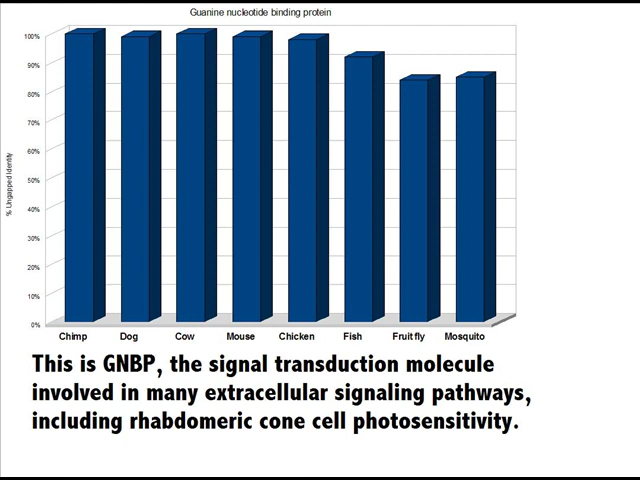 Guanine nucleotide binding protein
% Ungapped Identity
100%
90%
80%
70%
60%
50%
40%
30%
20%
10%
0%
Chimp Dog Cow Mouse Chicken Fish Fruit fly Mosquito
This is GNBP, the signal transduction molecule
involved in many extracellular signaling pathways,
including rhabdomeric cone cell photosensitivity.